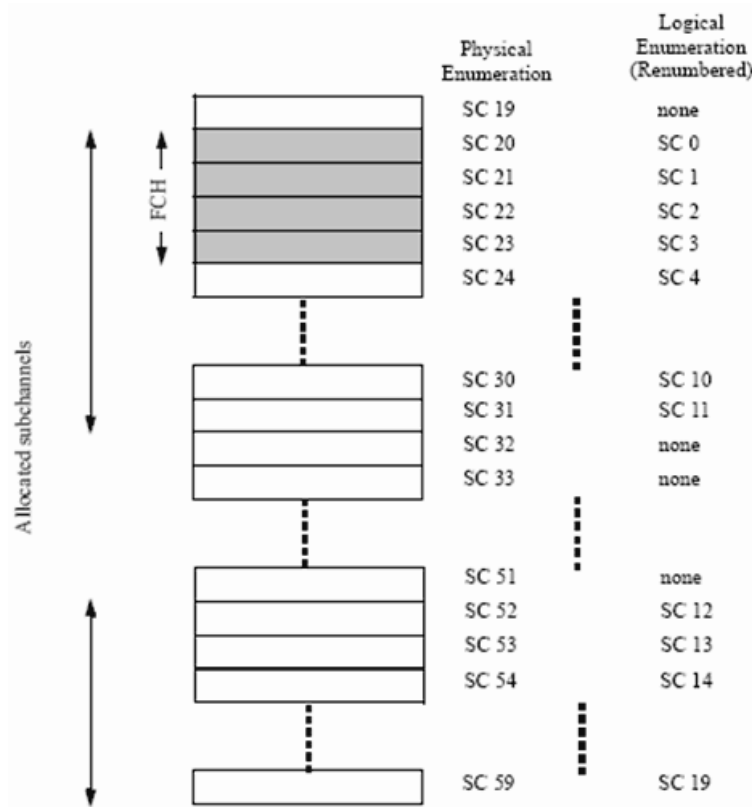 Physical
Enumeration
Logical
Enumeration
(Renumbered)
SC 19 none
SC 20 SC 0
SC 21 SC 1
SC 22 SC 2
SC 23 SC 3
SC 24 SC 4
FCH
SC 30 SC 10
SC 31 SC 11
SC 32 none
SC 33 none
Allocated subchannels
SC 51 none
SC 52 SC 12
SC 53 SC 13
SC 54 SC 14
SC 59 SC 19